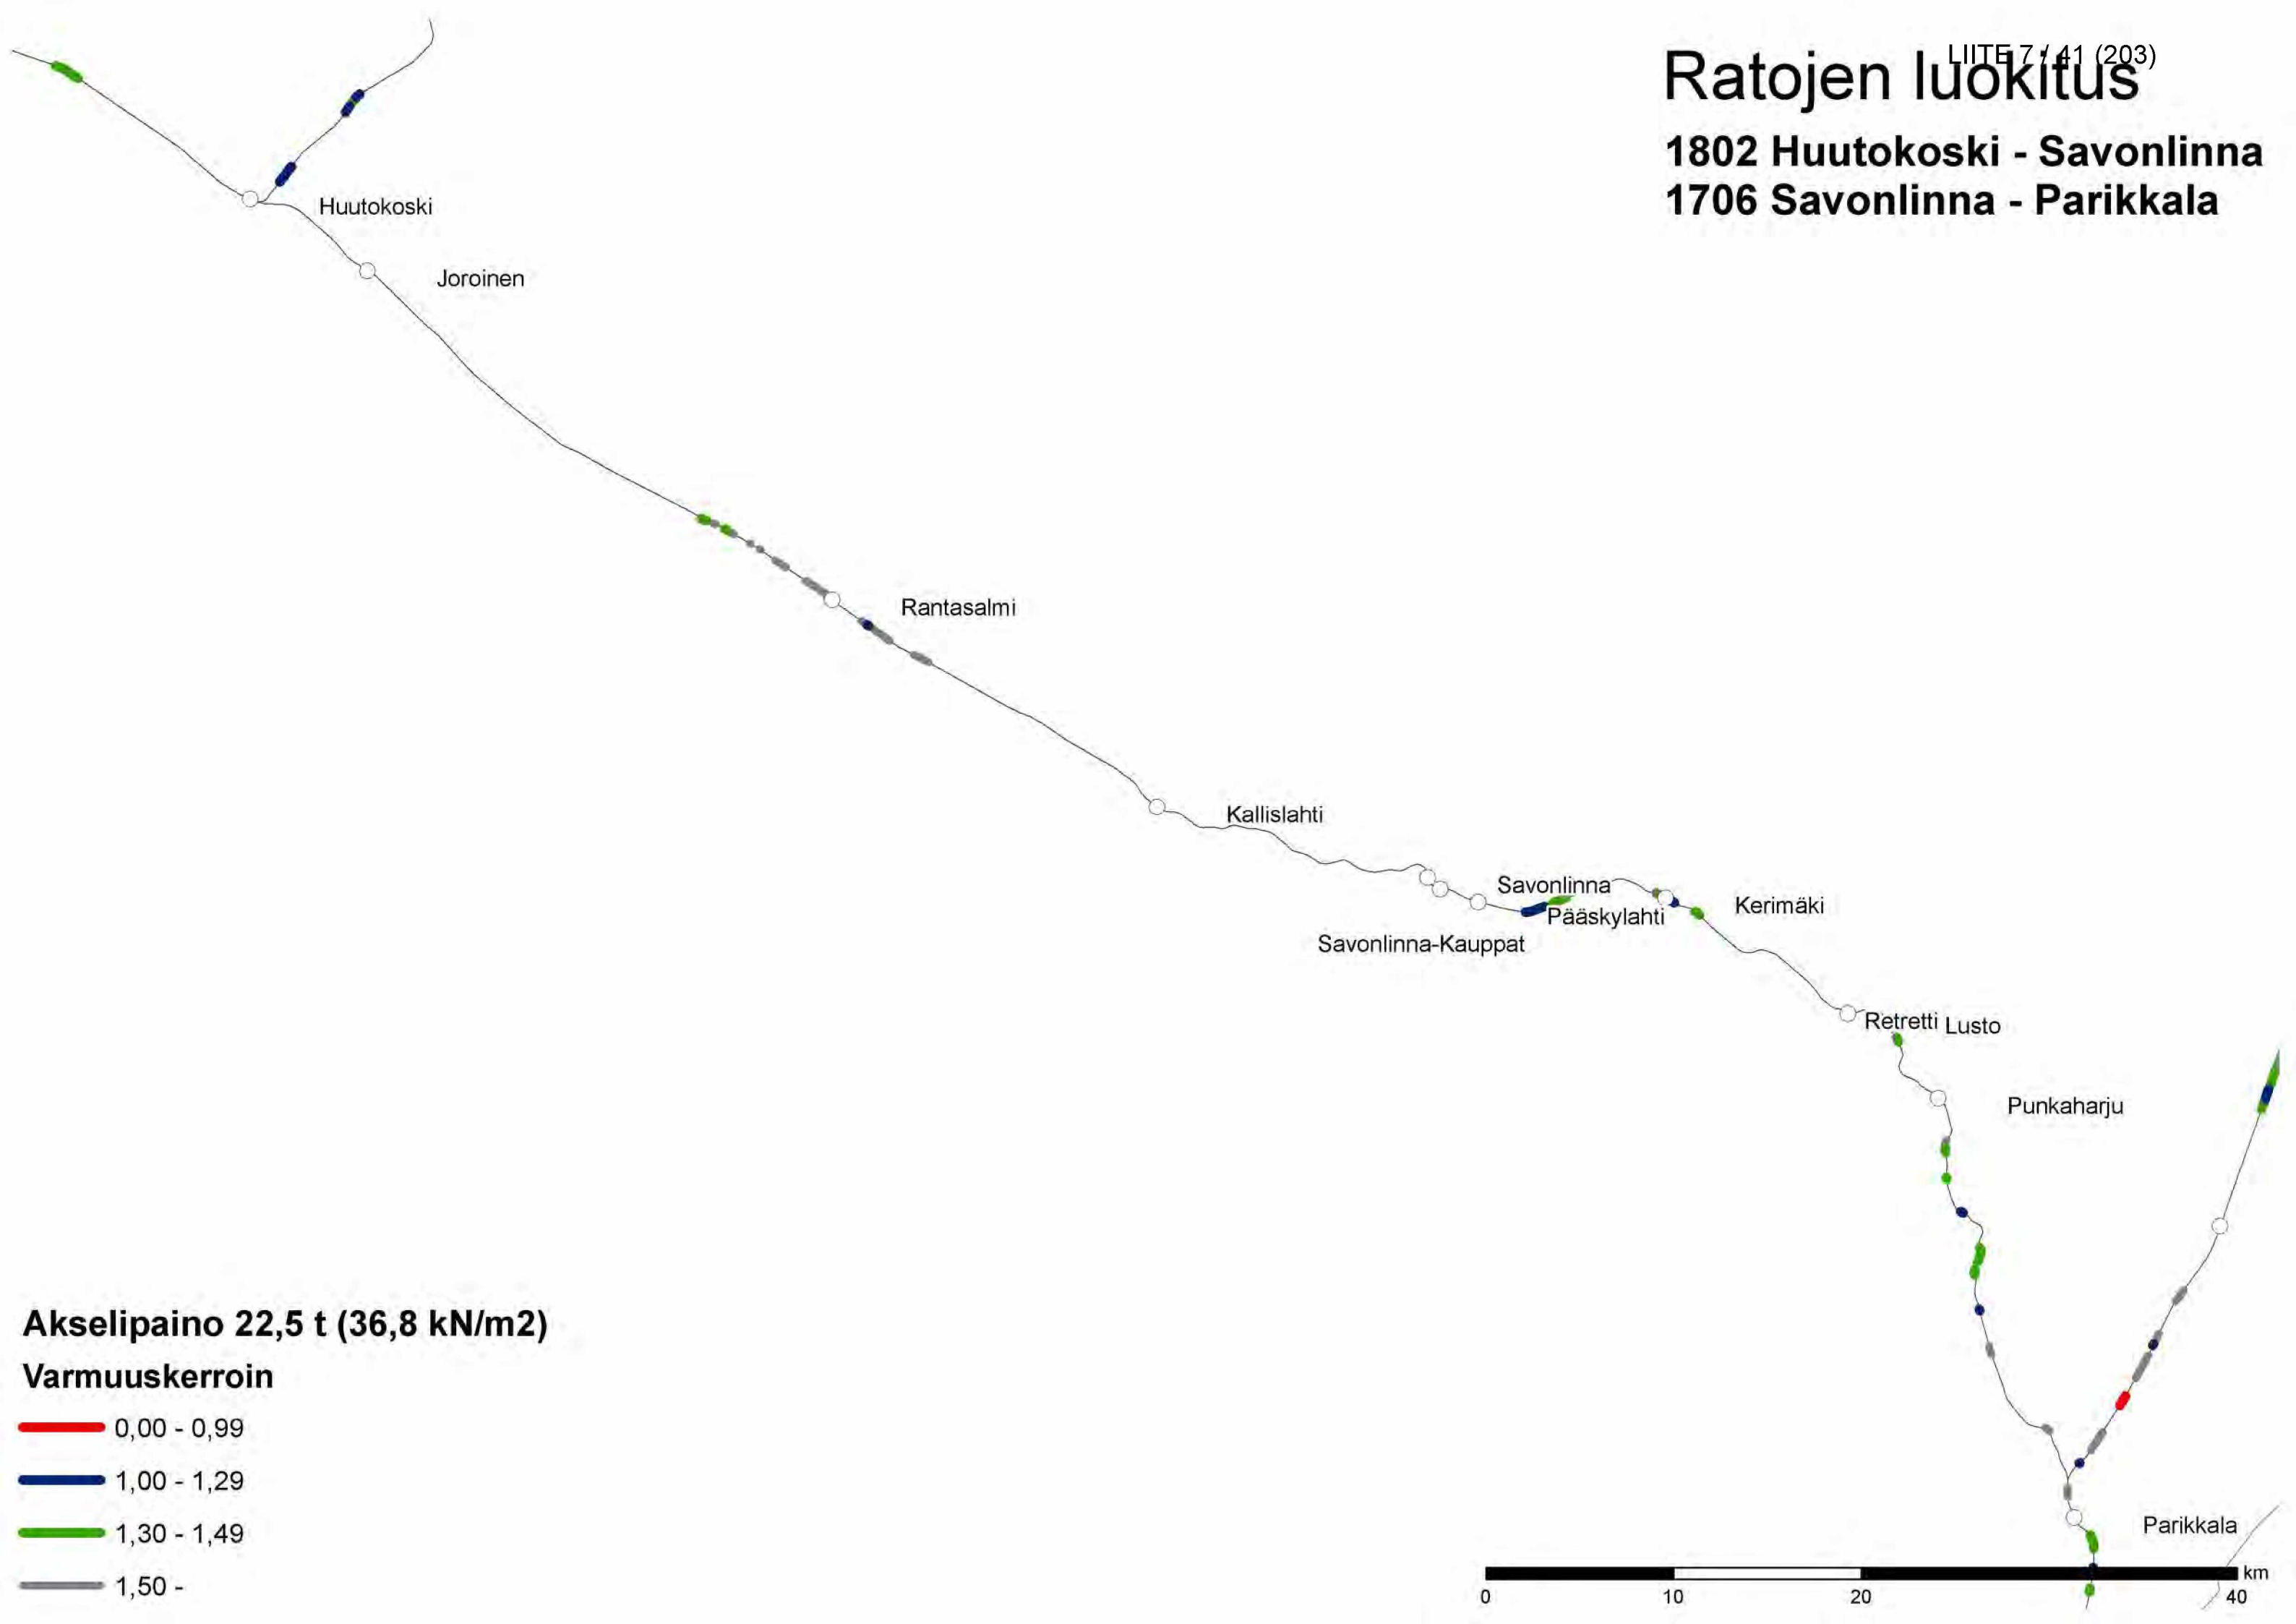 LIITE 7 / 41 (203)
Ratojen luokitus
1802 Huutokoski - Savonlinna
1706 Savonlinna - Parikkala
Huutokoski
Joroinen
Rantasalmi
Kallislahti
Savonlinna
Kerimäki
Pääskylahti
Savonlinna-Kauppat
Retretti
Lusto
Punkaharju
Parikkala
Akselipaino 22,5 t (36,8 kN/m2)
Varmuuskerroin
0,00 - 0,99
1,00 - 1,29
1,30 - 1,49
1,50 -
km
0 10 20 40